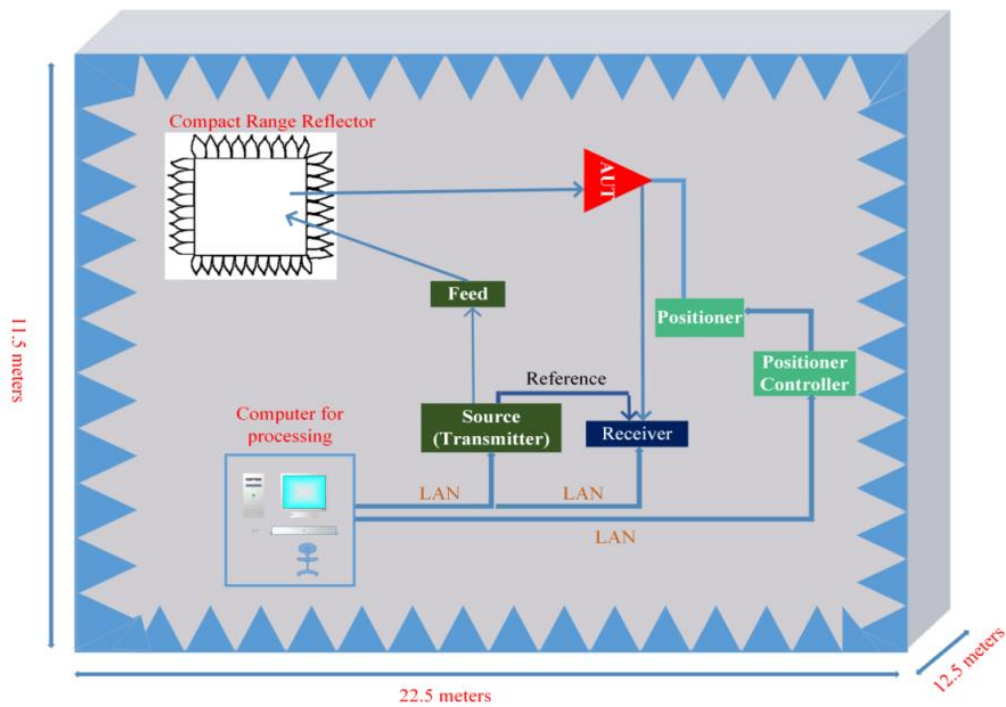 Compact Range Reflector
AUT
Feed
Positioner
Positioner
Controller
Reference
Source
(Transmitter)
Receiver
Computer for
processing
LAN
LAN
LAN
11.5 meters
22.5 meters
12.5 meters